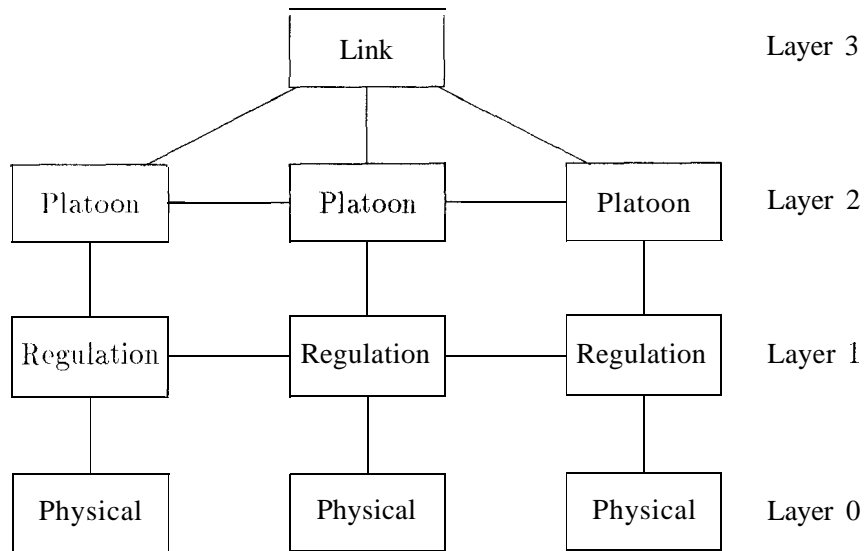 Link Layer 3
Platoon Platoon Platoon Layer 2
Regulation Regulation Regulation Layer 1
Physical Physical Physical Layer 0